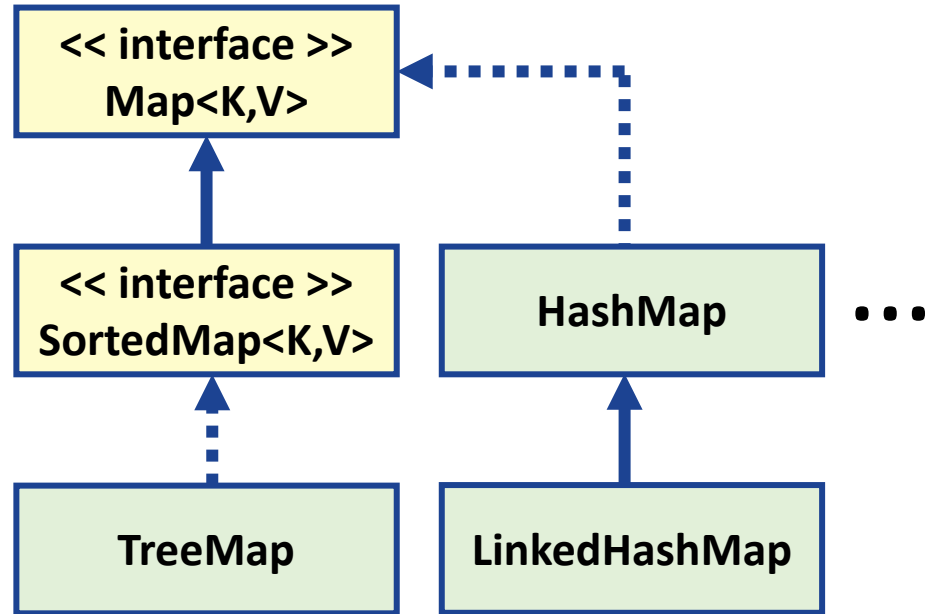 << interface >>
Map<K,V>
<< interface >>
SortedMap<K,V>
HashMap
...
TreeMap
LinkedHashMap